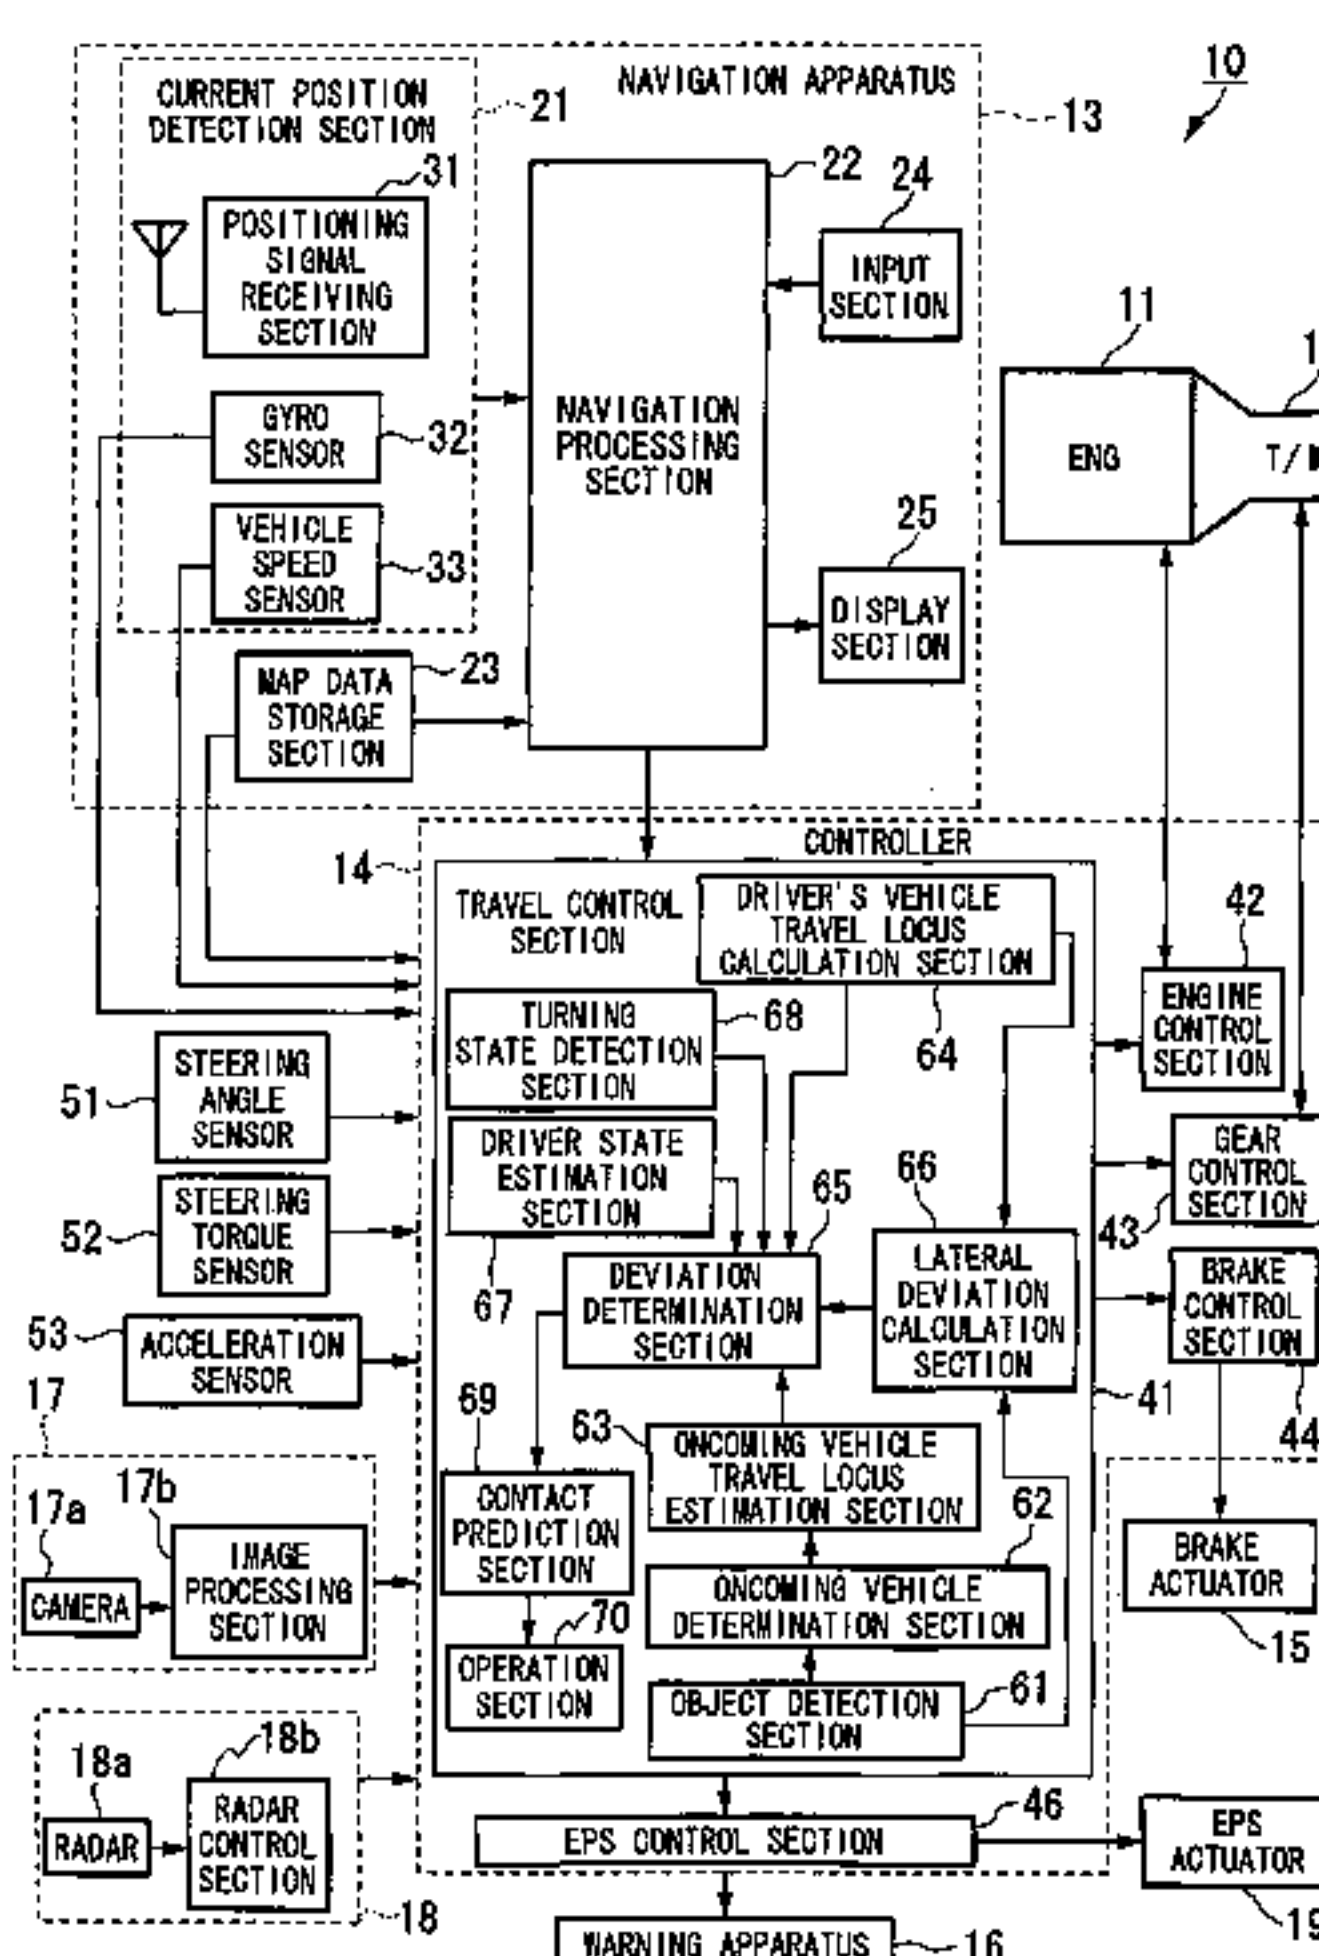 10
NAVIGATION APPARATUS
13
CURRENT POSITION
DETECTION SECTION
21
31
POSITIONING
SIGNAL
RECEIVING
SECTION
GYRO
SENSOR
32
VEHICLE
SPEED
SENSOR
33
MAP DATA
STORAGE
SECTION
23
22
NAVIGATION
PROCESSING
SECTION
24
INPUT
SECTION
25
DISPLAY
SECTION
11
ENG
T/
14
CONTROLLER
TRAVEL CONTROL
SECTION
DRIVER'S VEHICLE
TRAVEL LOCUS
CALCULATION SECTION
64
TURNING
STATE DETECTION
SECTION
68
DRIVER STATE
ESTIMATION
SECTION
67
65
DEVIATION
DETERMINATION
SECTION
66
LATERAL
DEVIATION
CALCULATION
SECTION
41
69
CONTACT
PREDICTION
SECTION
70
OPERATION
SECTION
63
ONCOMING VEHICLE
TRAVEL LOCUS
ESTIMATION SECTION
62
ONCOMING VEHICLE
DETERMINATION SECTION
61
OBJECT DETECTION
SECTION
42
ENGINE
CONTROL
SECTION
GEAR
CONTROL
SECTION
43
BRAKE
CONTROL
SECTION
44
BRAKE
ACTUATOR
15
51
STEERING
ANGLE
SENSOR
52
STEERING
TORQUE
SENSOR
53
ACCELERATION
SENSOR
17
17a
CAMERA
17b
IMAGE
PROCESSING
SECTION
18a
RADAR
18b
RADAR
CONTROL
SECTION
18
46
EPS CONTROL SECTION
EPS
ACTUATOR
19
WARNING APPARATUS
16